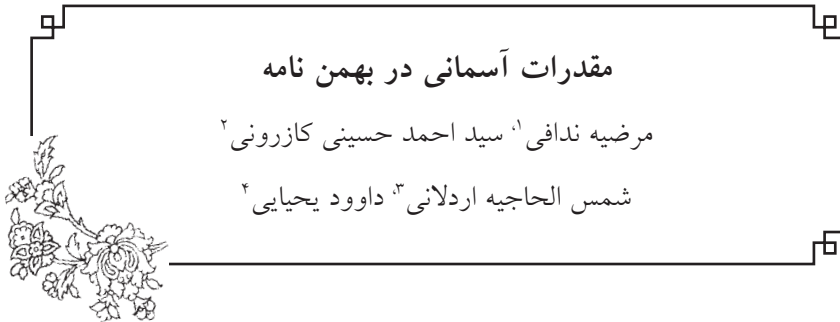 مقدرات آسمانی در بهمن نامه
مرضیه ندافی۱، سید احمد حسینی کازرونی۲
شمس الحاجیه اردلانی۳، داوود یحیایی۴